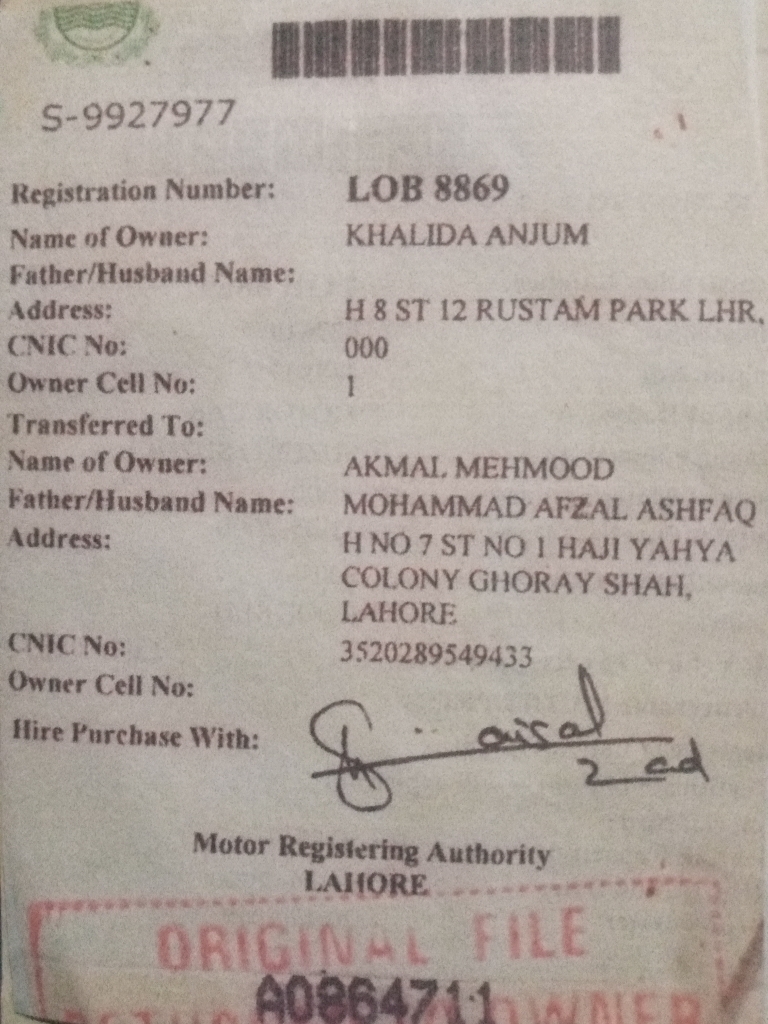 S-9927977
Registration Number: LOB 8869
Name of Owner: KHALIDA ANJUM
Father/Husband Name:
Address: H 8 ST 12 RUSTAM PARK LHR,
CNIC No: 000
Owner Cell No: 1
Transferred To:
Name of Owner: AKMAL MEHMOOD
Father/Husband Name: MOHAMMAD AFZAL ASHFAQ
Address: H NO 7 ST NO 1 HAJI YAHYA
COLONY GHORAY SHAH,
LAHORE
CNIC No: 3520289549433
Owner Cell No:
Hire Purchase With:
Motor Registering Authority
LAHORE
ORIGINAL FILE
A0864711
OWNER